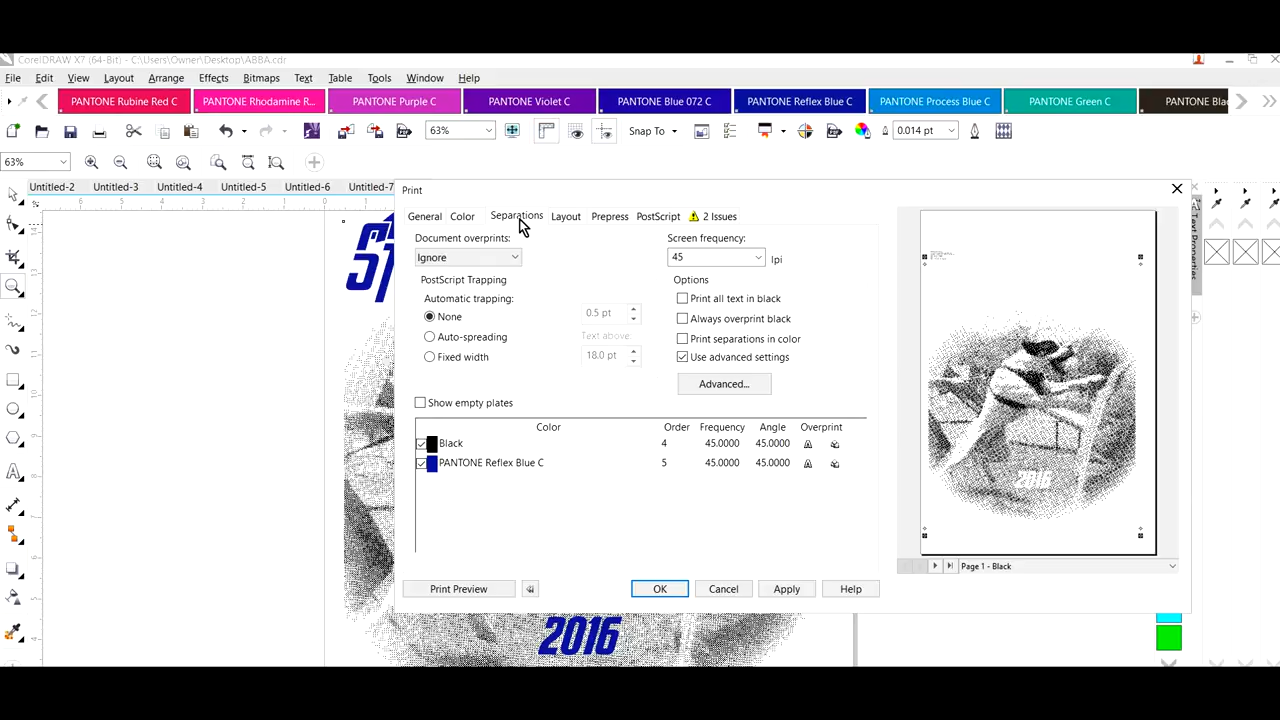 CorelDRAW X7 (64-Bit) - C:\Users\Owner\Desktop\ABBA.cdr
File Edit View Layout Arrange Effects Bitmaps Text Table Tools Window Help
PANTONE Rubine Red C PANTONE Rhodamine R... PANTONE Purple C PANTONE Violet C PANTONE Blue 072 C PANTONE Reflex Blue C PANTONE Process Blue C PANTONE Green C PANTONE Blac
63% Snap To 0.014 pt
63%
Untitled-2 Untitled-3 Untitled-4 Untitled-5 Untitled-6 Untitled-7
Print
General Color Separations Layout Prepress PostScript 2 Issues
Document overprints: Screen frequency:
Ignore 45 lpi
PostScript Trapping Options
Automatic trapping: Print all text in black
None 0.5 pt Always overprint black
Auto-spreading Text above: Print separations in color
Fixed width 18.0 pt Use advanced settings
Advanced...
Show empty plates
Color Order Frequency Angle Overprint
Black 4 45.0000 45.0000
PANTONE Reflex Blue C 5 45.0000 45.0000
2016
Page 1 - Black
Print Preview OK Cancel Apply Help
2016
Text Properties